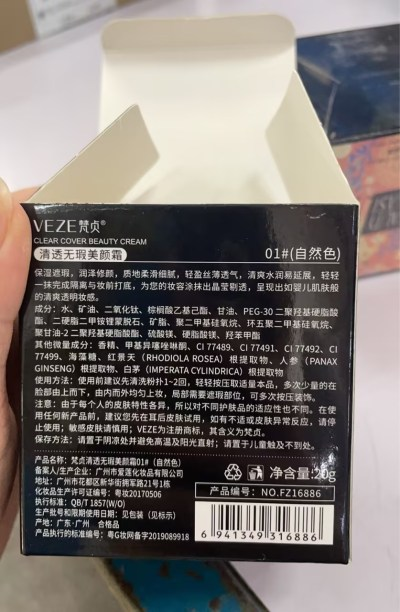 VEZE梵贞®
CLEAR COVER BEAUTY CREAM
清透无瑕美颜霜
01#(自然色)
保湿遮瑕，润泽修颜，质地柔滑细腻，轻盈丝薄透气，清爽水润易延展，轻轻
一抹完成隔离与妆前打底，为您的妆容涂抹出晶莹剔透，呈现出如婴儿肌肤般
的清爽透明妆感。
成分：水、矿油、二氧化钛、棕榈酸乙基己酯、甘油、PEG-30 二聚羟基硬脂酸
酯、二硬脂二甲铵锂蒙脱石、矿脂、聚二甲基硅氧烷、环五聚二甲基硅氧烷、
聚甘油-2 二聚羟基硬脂酸酯、硫酸镁、硬脂酸镁、羟苯甲酯
其他微量成分：香精、甲基异噻唑啉酮、CI 77489、CI 77491、CI 77492、CI
77499、海藻糖、红景天（RHODIOLA ROSEA）根提取物、人参（PANAX
GINSENG）根提取物、白茅（IMPERATA CYLINDRICA）根提取物
使用方法：使用前建议先清洗粉扑1~2回，轻轻按压取适量本品，多次少量的在
脸部由上而下，由内而外均匀上妆，局部需要遮瑕部位，可多次按压装饰。
注意：由于每个人的皮肤特性各异，所以对不同护肤品的适应性也不同。在使
用任何新产品前，建议您先在耳后皮肤试用，如有不适或皮肤异常反应，请停
止使用；敏感皮肤请慎用，VEZE为注册商标，其含义为梵贞。
保存方法：请置于阴凉处并避免高温及阳光直射；请置于儿童触及不到处。
产品名称：梵贞清透无瑕美颜霜01#（自然色）
备案人/生产企业：广州市爱莲化妆品有限公司
地址：广州市花都区新华街拥军路21号1栋
化妆品生产许可证编号：粤妆20170506
执行标准：QB/T 1857(W/O)
生产批号和限期使用日期：见包装（见标示）
产地：广东·广州 合格品
产品执行的标准编号：粤G妆网备字2019089918
净含量:20g
产品编号：NO.FZ16886
6 941349 316886